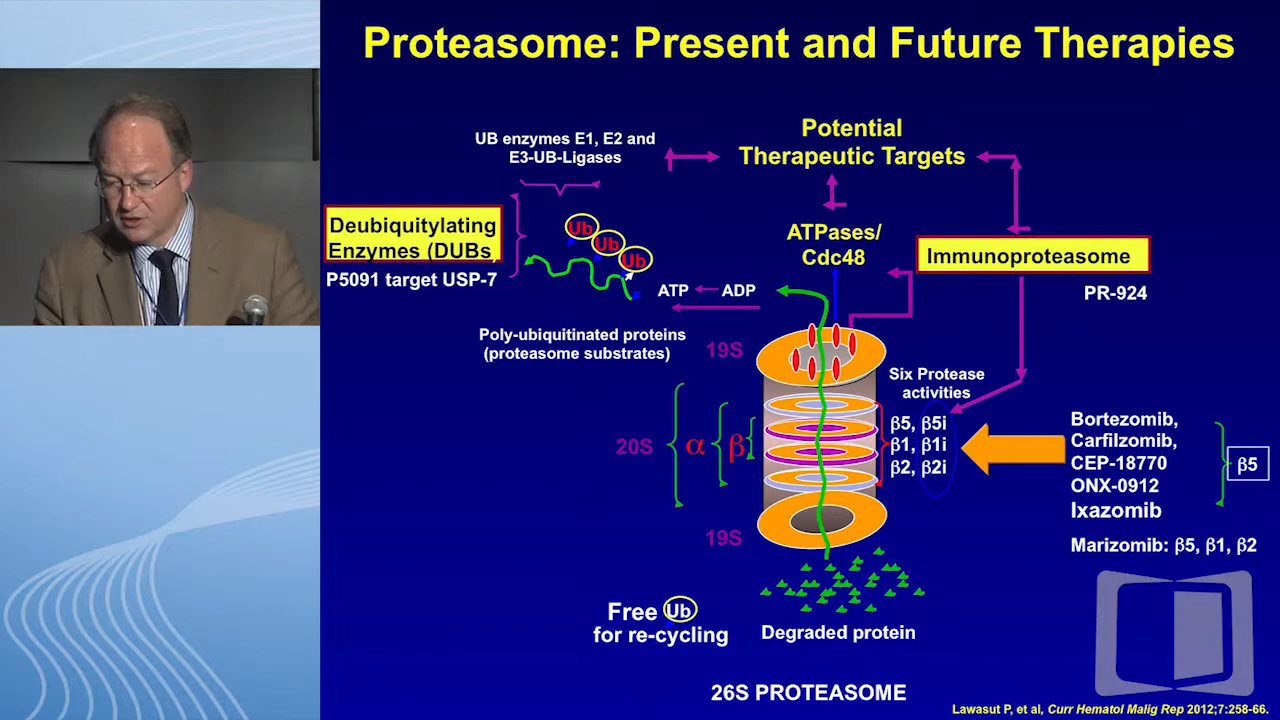 Proteasome: Present and Future Therapies
Potential
Therapeutic Targets
UB enzymes E1, E2 and
E3-UB-Ligases
Deubiquitylating
Enzymes (DUBs
P5091 target USP-7
Ub
Ub
Ub
ATPases/
Cdc48
Immunoproteasome
PR-924
ATP ADP
Poly-ubiquitinated proteins
(proteasome substrates)
19S
Six Protease
activities
20S
α
β
β5, β5i
β1, β1i
β2, β2i
Bortezomib,
Carfilzomib,
CEP-18770
ONX-0912
Ixazomib
β5
Marizomib: β5, β1, β2
19S
Free Ub
for re-cycling
Degraded protein
26S PROTEASOME
Lawasut P, et al, Curr Hematol Malig Rep 2012;7:258-66.